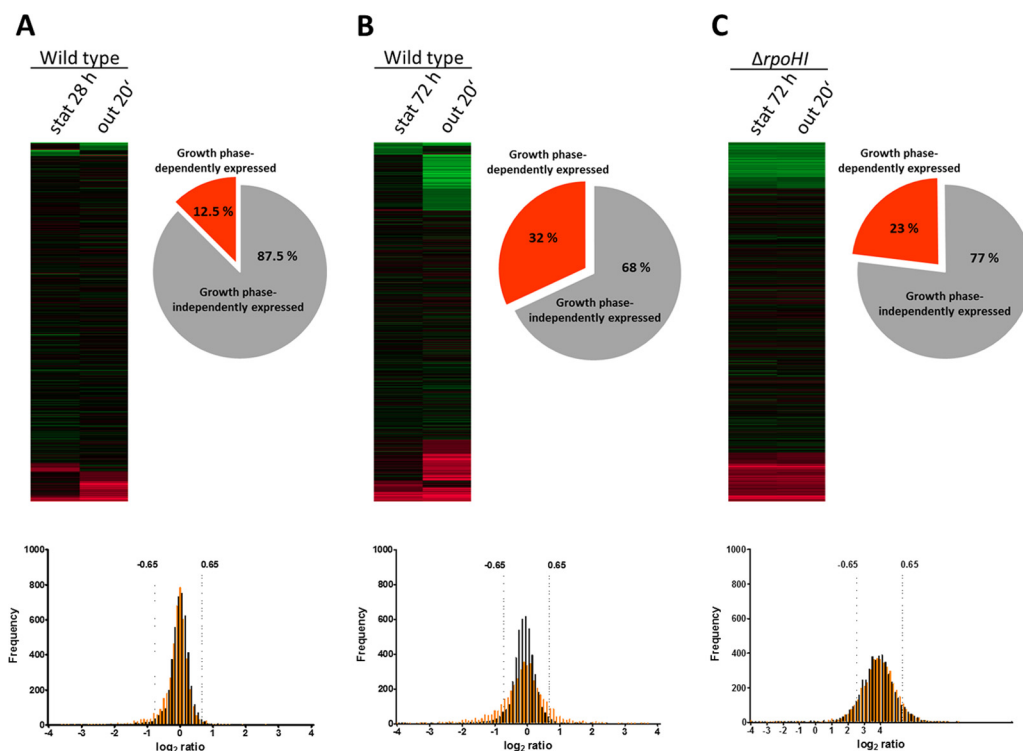 A
Wild type
stat 28 h
out 20‘
Growth phase-
dependently expressed
12.5 %
87.5 %
Growth phase-
independently expressed
B
Wild type
stat 72 h
out 20‘
Growth phase-
dependently expressed
32 %
68 %
Growth phase-
independently expressed
C
ΔrpoHI
stat 72 h
out 20‘
Growth phase-
dependently expressed
23 %
77 %
Growth phase-
independently expressed
1000
800
600
400
200
0
Frequency
-0.65
0.65
-4 -3 -2 -1 0 1 2 3 4
log2 ratio
1000
800
600
400
200
0
Frequency
-0.65
0.65
-4 -3 -2 -1 0 1 2 3 4
log2 ratio
1000
800
600
400
200
0
Frequency
-0.65
0.65
-4 -3 -2 -1 0 1 2 3 4
log2 ratio